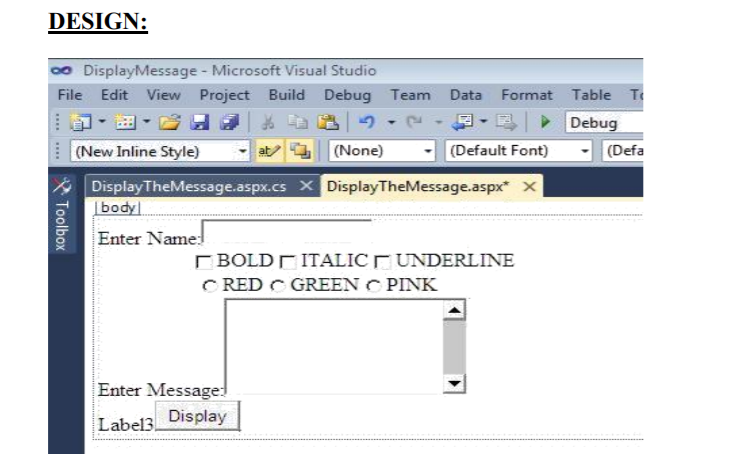 DESIGN:
DisplayMessage - Microsoft Visual Studio
File Edit View Project Build Debug Team Data Format Table
Debug
(New Inline Style) ab (None) (Default Font) (Defa
DisplayTheMessage.aspx.cs X DisplayTheMessage.aspx* X
Toolbox
body
Enter Name:
BOLD ITALIC UNDERLINE
RED GREEN PINK
Enter Message:
Label3 Display